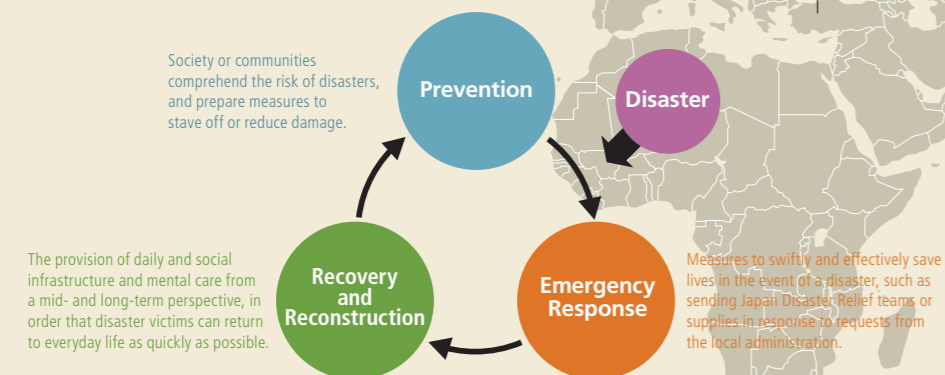 Society or communities
comprehend the risk of disasters,
and prepare measures to
stave off or reduce damage.
Prevention
Disaster
The provision of daily and social
infrastructure and mental care from
a mid- and long-term perspective, in
order that disaster victims can return
to everyday life as quickly as possible.
Recovery
and
Reconstruction
Emergency
Response
Measures to swiftly and effectively save
lives in the event of a disaster, such as
sending Japan Disaster Relief teams or
supplies in response to requests from
the local administration.